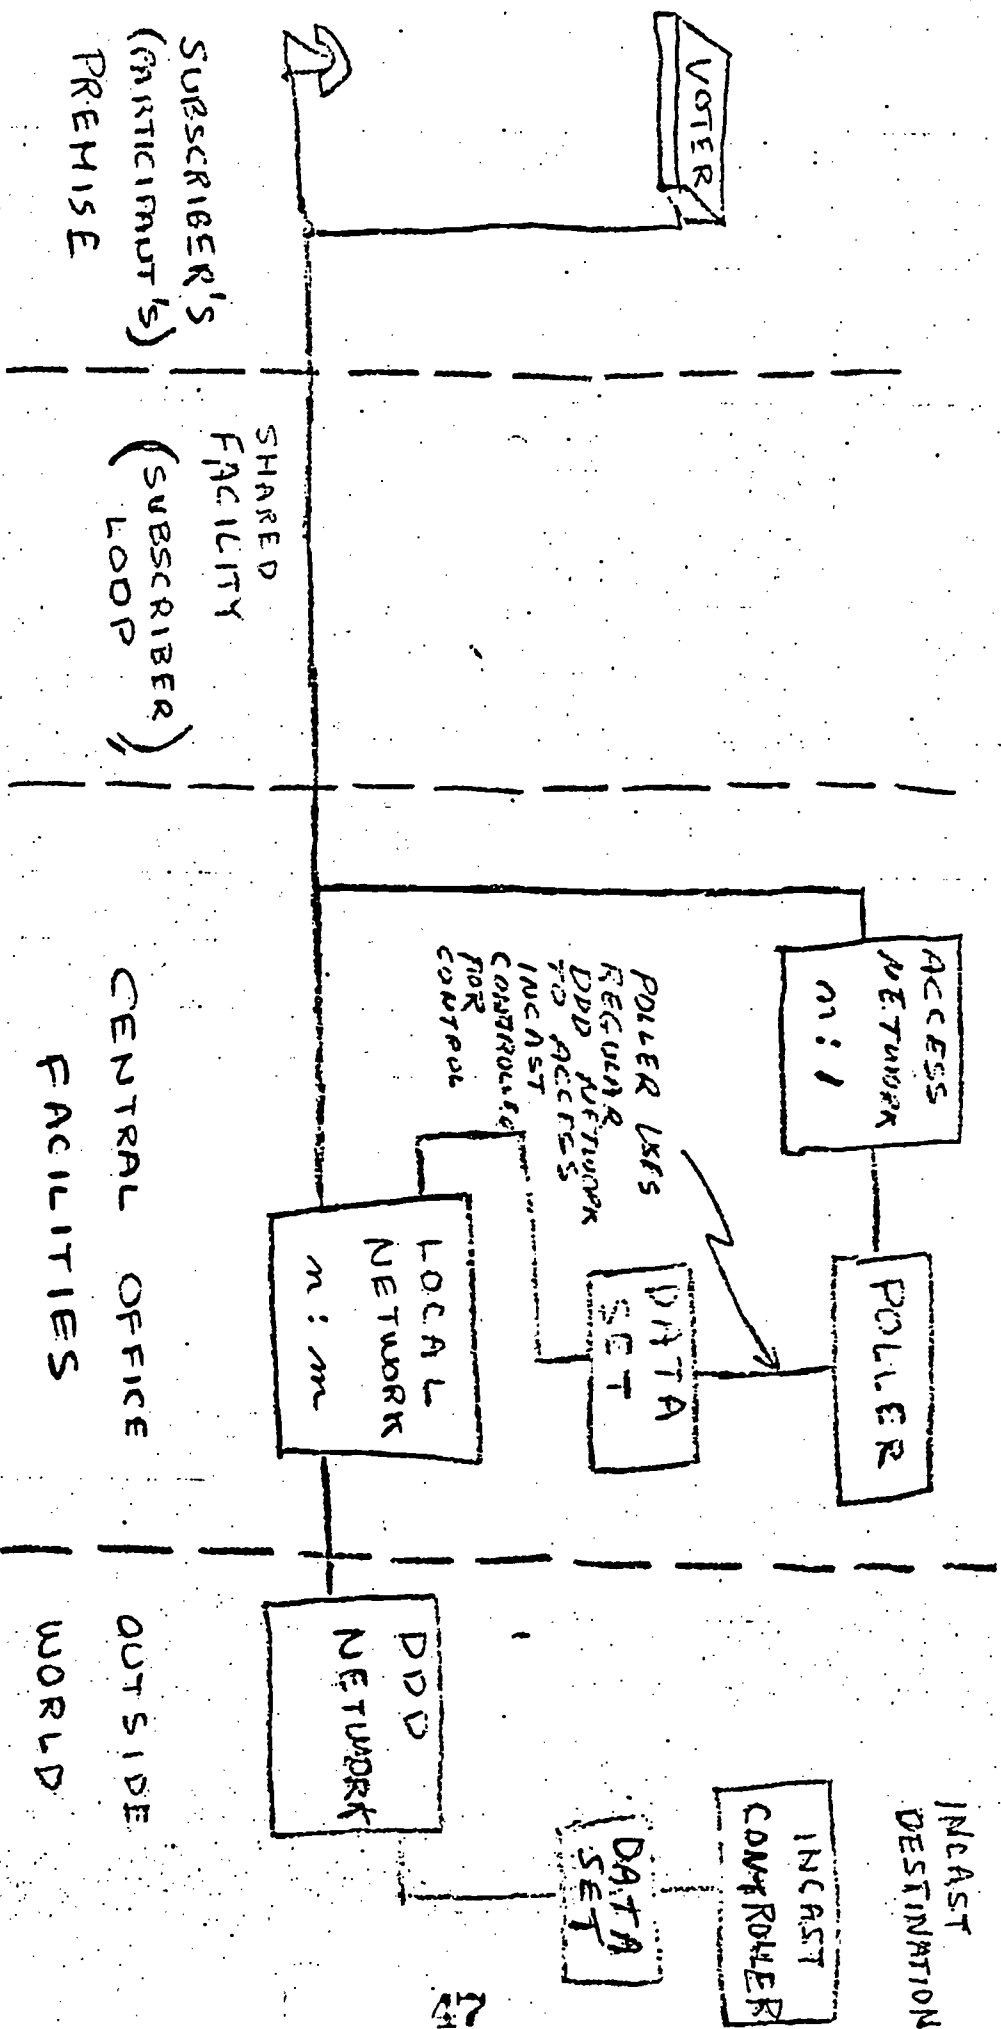 VOTER
ACCESS
NETWORK
n : 1
POLLER
INCAST
DESTINATION
POLLER USES
REGULAR
DDD NETWORK
TO ACCESS
INCAST
CONTROLLER
FOR
CONTROL
DATA
SET
INCAST
CONTROLLER
DATA
SET
LOCAL
NETWORK
n : m
DDD
NETWORK
SUBSCRIBER'S
(PARTICIPANT'S)
PREMISE
SHARED
FACILITY
(SUBSCRIBER)
LOOP
CENTRAL OFFICE
FACILITIES
OUTSIDE
WORLD
47